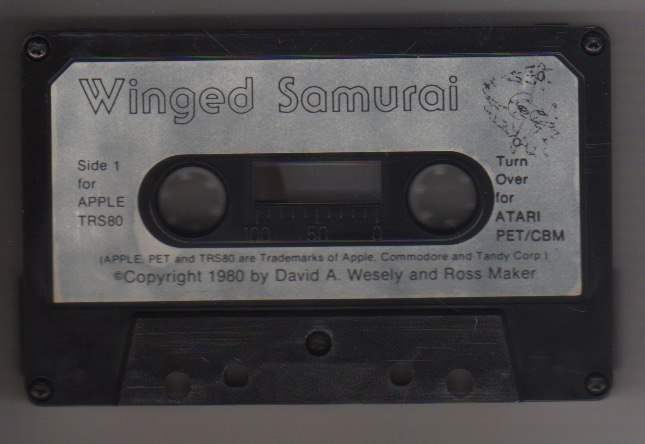 Winged Samurai
Side 1
for
APPLE
TRS80
Turn
Over
for
ATARI
PET/CBM
100 50 0
(APPLE, PET and TRS80 are Trademarks of Apple, Commodore and Tandy Corp.)
©Copyright 1980 by David A. Wesely and Ross Maker